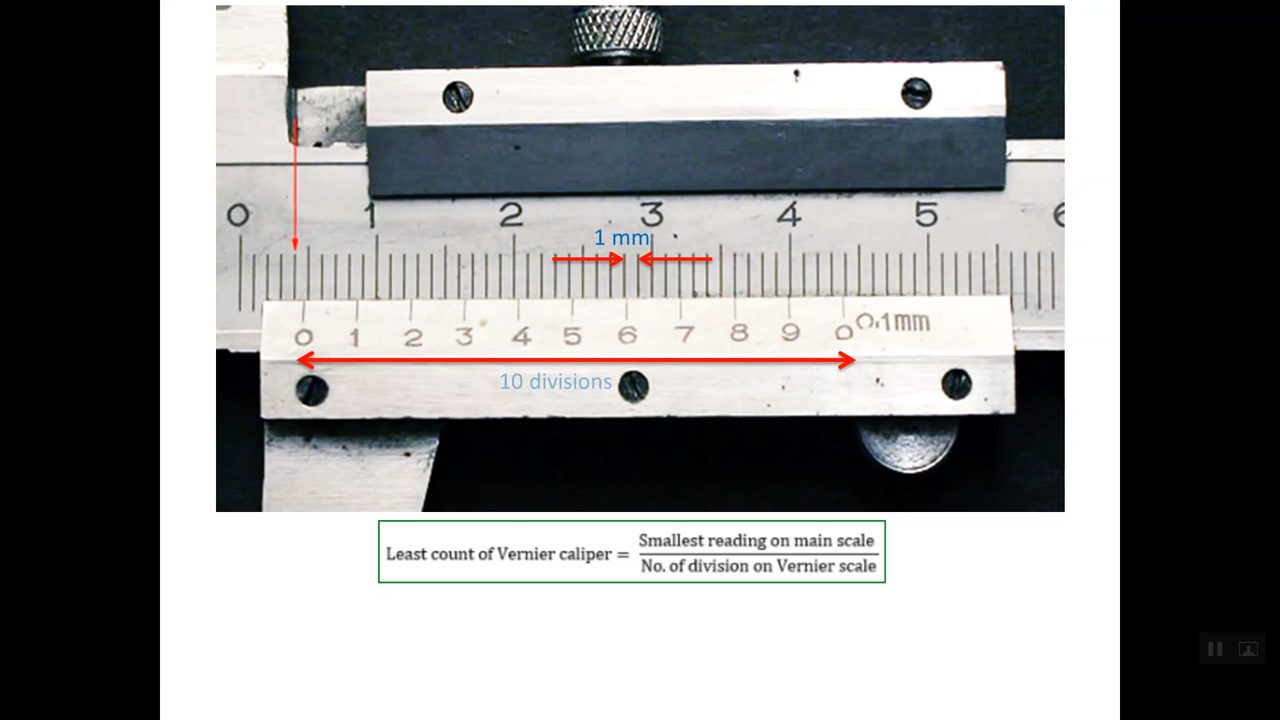 0 1 2 3 4 5 6
1 mm
0 1 2 3 4 5 6 7 8 9 0 0.1mm
10 divisions
Least count of Vernier caliper = Smallest reading on main scale
No. of division on Vernier scale